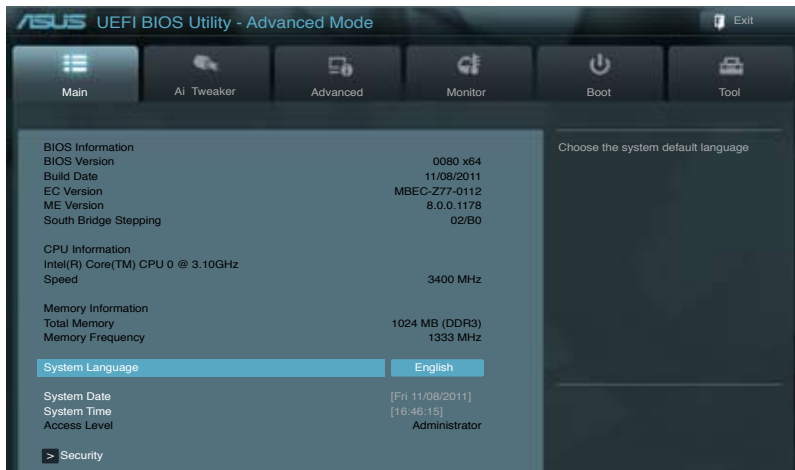 ASUS UEFI BIOS Utility - Advanced Mode
Exit
Main
Ai Tweaker
Advanced
Monitor
Boot
Tool
BIOS Information
BIOS Version 0080 x64
Build Date 11/08/2011
EC Version MBEC-Z77-0112
ME Version 8.0.0.1178
South Bridge Stepping 02/B0
CPU Information
Intel(R) Core(TM) CPU 0 @ 3.10GHz
Speed 3400 MHz
Memory Information
Total Memory 1024 MB (DDR3)
Memory Frequency 1333 MHz
System Language English
System Date [Fri 11/08/2011]
System Time [16:46:15]
Access Level Administrator
> Security
Choose the system default language